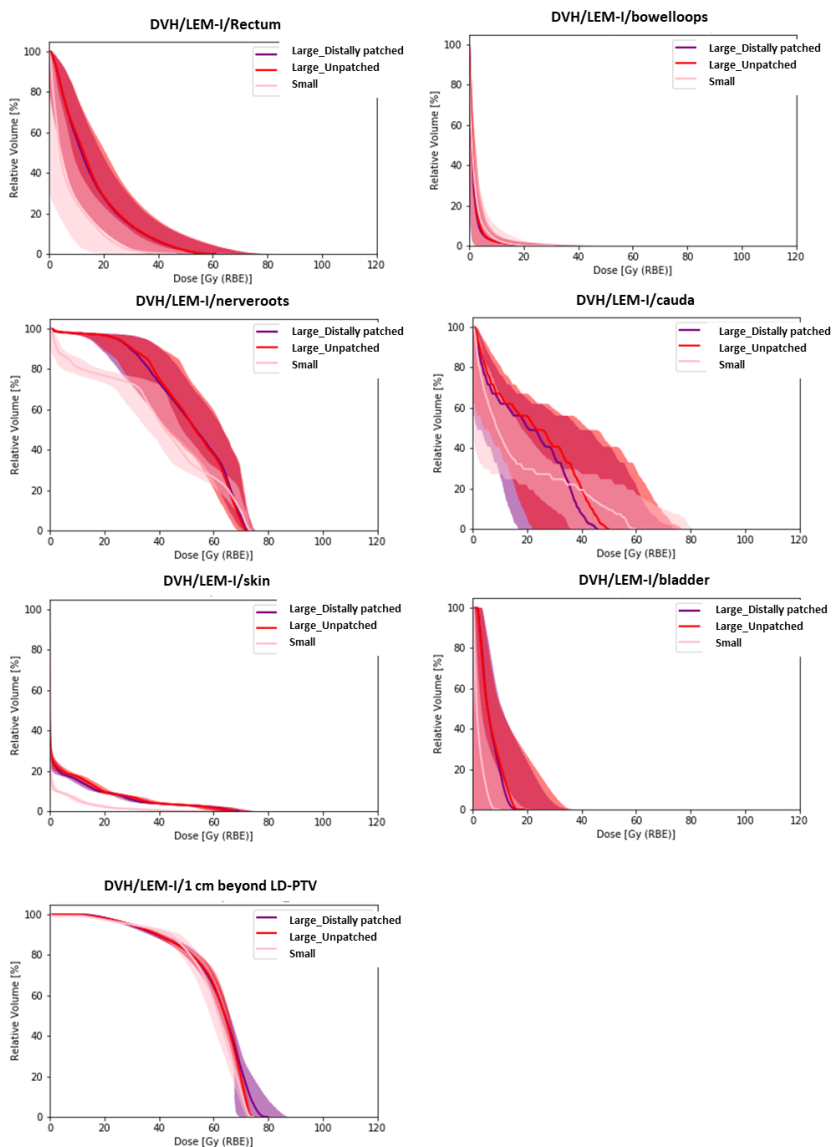 DVH/LEM-I/Rectum
Large_Distally patched
Large_Unpatched
Small
Relative Volume [%]
100
80
60
40
20
0
0 20 40 60 80 100 120
Dose [Gy (RBE)]
DVH/LEM-I/bowelloops
Large_Distally patched
Large_Unpatched
Small
Relative Volume [%]
100
80
60
40
20
0
0 20 40 60 80 100 120
Dose [Gy (RBE)]
DVH/LEM-I/nerveroots
Large_Distally patched
Large_Unpatched
Small
Relative Volume [%]
100
80
60
40
20
0
0 20 40 60 80 100 120
Dose [Gy (RBE)]
DVH/LEM-I/cauda
Large_Distally patched
Large_Unpatched
Small
Relative Volume [%]
100
80
60
40
20
0
0 20 40 60 80 100 120
Dose [Gy (RBE)]
DVH/LEM-I/skin
Large_Distally patched
Large_Unpatched
Small
Relative Volume [%]
100
80
60
40
20
0
0 20 40 60 80 100 120
Dose [Gy (RBE)]
DVH/LEM-I/bladder
Large_Distally patched
Large_Unpatched
Small
Relative Volume [%]
100
80
60
40
20
0
0 20 40 60 80 100 120
Dose [Gy (RBE)]
DVH/LEM-I/1 cm beyond LD-PTV
Large_Distally patched
Large_Unpatched
Small
Relative Volume [%]
100
80
60
40
20
0
0 20 40 60 80 100 120
Dose [Gy (RBE)]